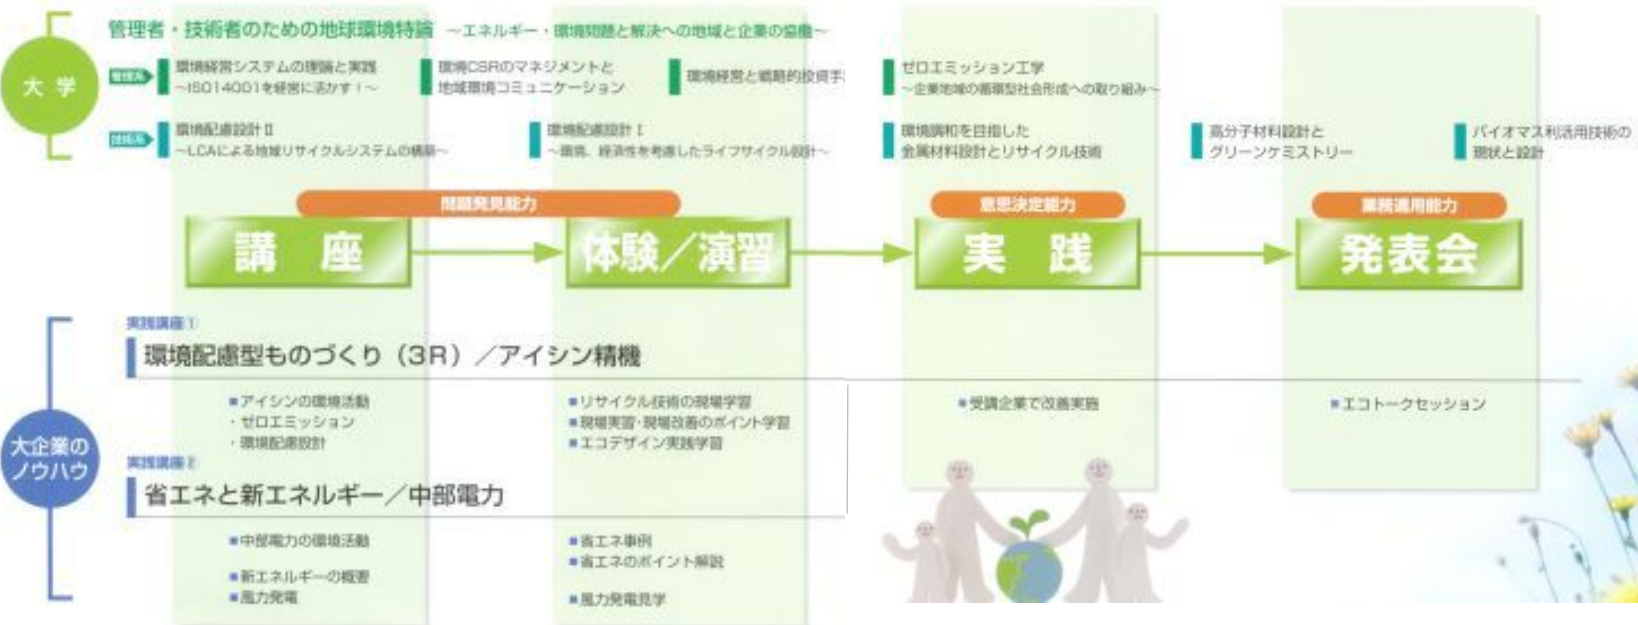 管理者・技術者のための地球環境特論 ～エネルギー・環境問題と解決への地域と企業の協働～
大学
管理系
環境経営システムの理論と実践
～ISO14001を経営に活かす！～
環境CSRのマネジメントと
地域環境コミュニケーション
環境経営と戦略的投資手
ゼロエミッション工学
～企業地域の循環型社会形成への取り組み～
技術系
環境配慮設計Ⅱ
～LCAによる地域リサイクルシステムの構築～
環境配慮設計Ⅰ
～環境、経済性を考慮したライフサイクル設計～
環境調和を目指した
金属材料設計とリサイクル技術
高分子材料設計と
グリーンケミストリー
バイオマス利活用技術の
現状と設計
問題発見能力
意思決定能力
業務適用能力
講座
体験／演習
実践
発表会
大企業の
ノウハウ
実践講座①
環境配慮型ものづくり（3R）／アイシン精機
■アイシンの環境活動
・ゼロエミッション
・環境配慮設計
■リサイクル技術の現場学習
■現場実習・現場改善のポイント学習
■エコデザイン実践学習
■受講企業で改善実施
■エコトークセッション
実践講座②
省エネと新エネルギー／中部電力
■中部電力の環境活動
■新エネルギーの概要
■風力発電
■省エネ事例
■省エネのポイント解説
■風力発電見学